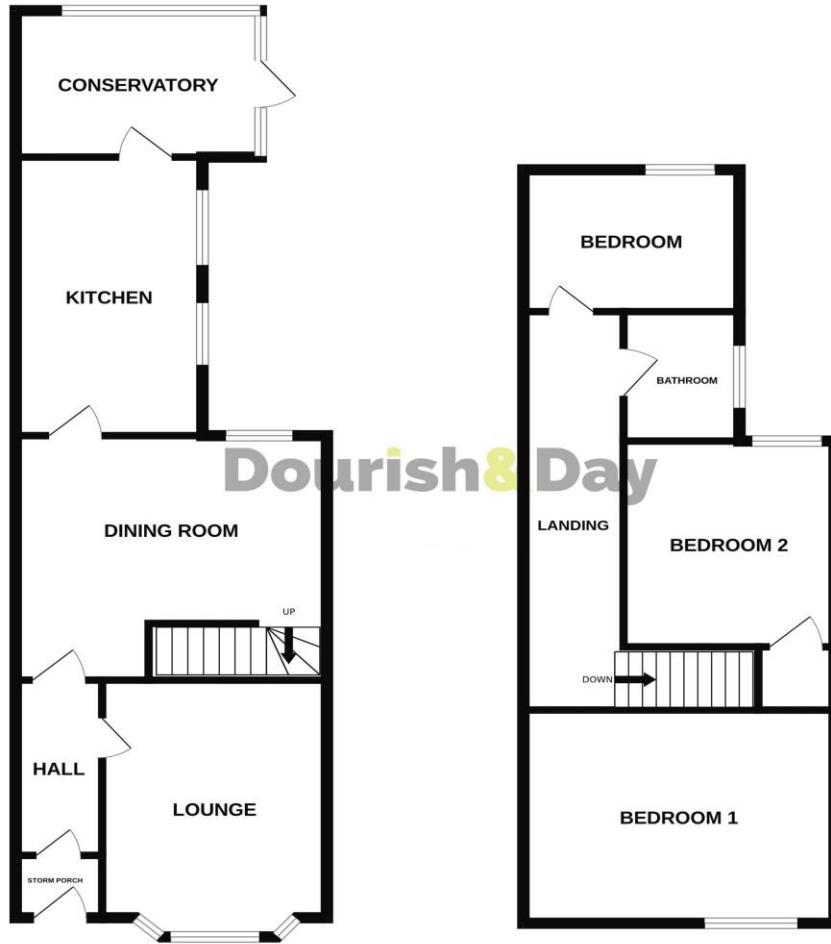 CONSERVATORY
KITCHEN
DINING ROOM
UP
HALL
LOUNGE
STORM PORCH
BEDROOM
BATHROOM
LANDING
BEDROOM 2
DOWN
BEDROOM 1
Dourish&Day